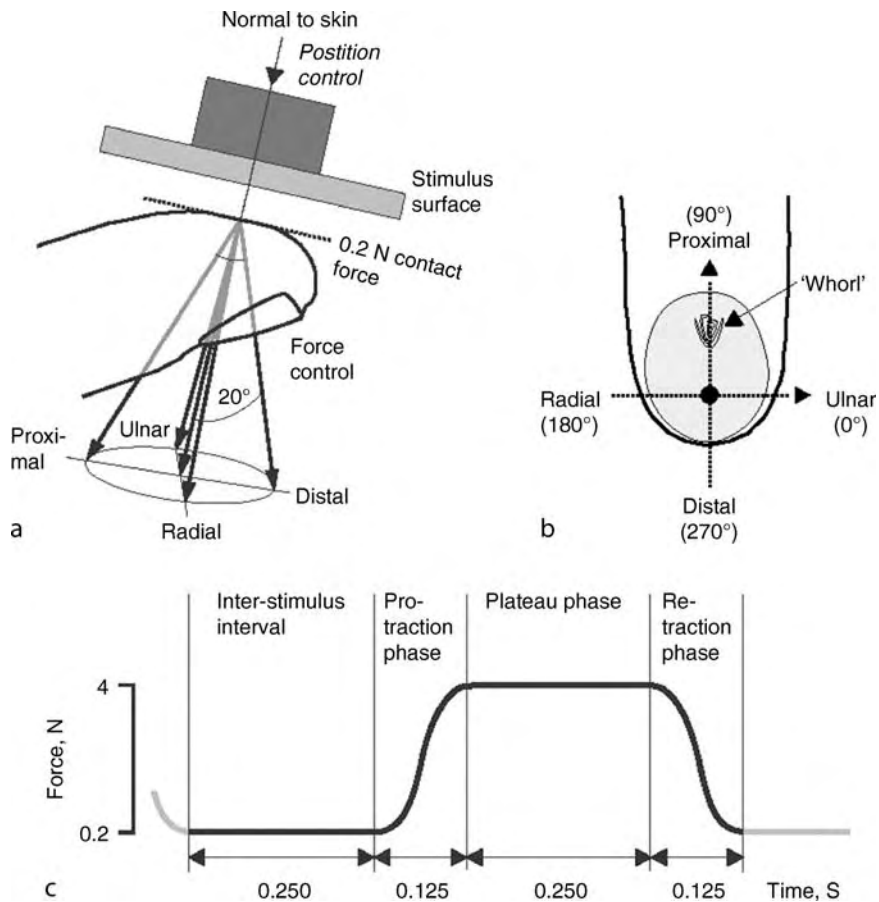 Normal to skin
Postition
control
Stimulus
surface
0.2 N contact
force
Force
control
20°
Proxi-
mal
Ulnar
Distal
Radial
a
(90°)
Proximal
'Whorl'
Radial
(180°)
Ulnar
(0°)
Distal
(270°)
b
Inter-stimulus
interval
Pro-
traction
phase
Plateau phase
Re-
traction
phase
4
Force, N
0.2
c
0.250
0.125
0.250
0.125
Time, S